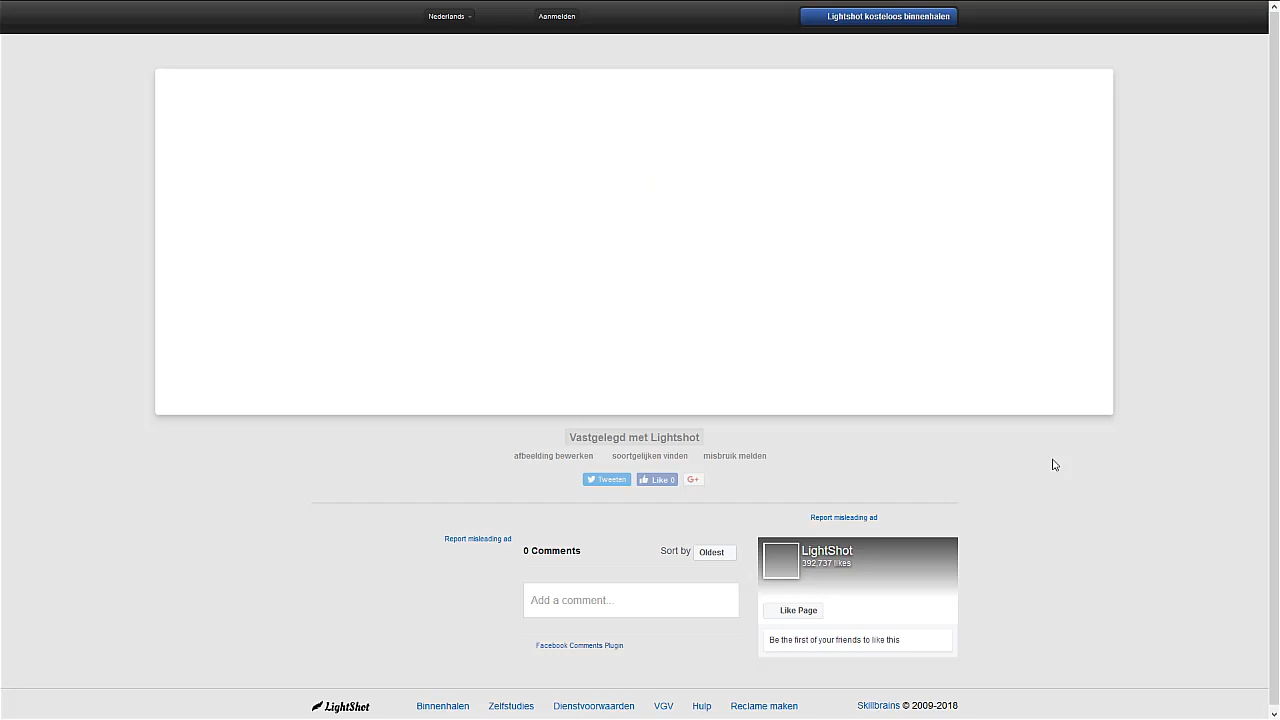 Nederlands
Aanmelden
Lightshot kosteloos binnenhalen
Vastgelegd met Lightshot
afbeelding bewerken soortgelijken vinden misbruik melden
Tweeten Like 0 G+
Report misleading ad
Report misleading ad
0 Comments Sort by Oldest
Add a comment...
Facebook Comments Plugin
LightShot
392,737 likes
Like Page
Be the first of your friends to like this
LightShot Binnenhalen Zelfstudies Dienstvoorwaarden VGV Hulp Reclame maken Skillbrains © 2009-2018